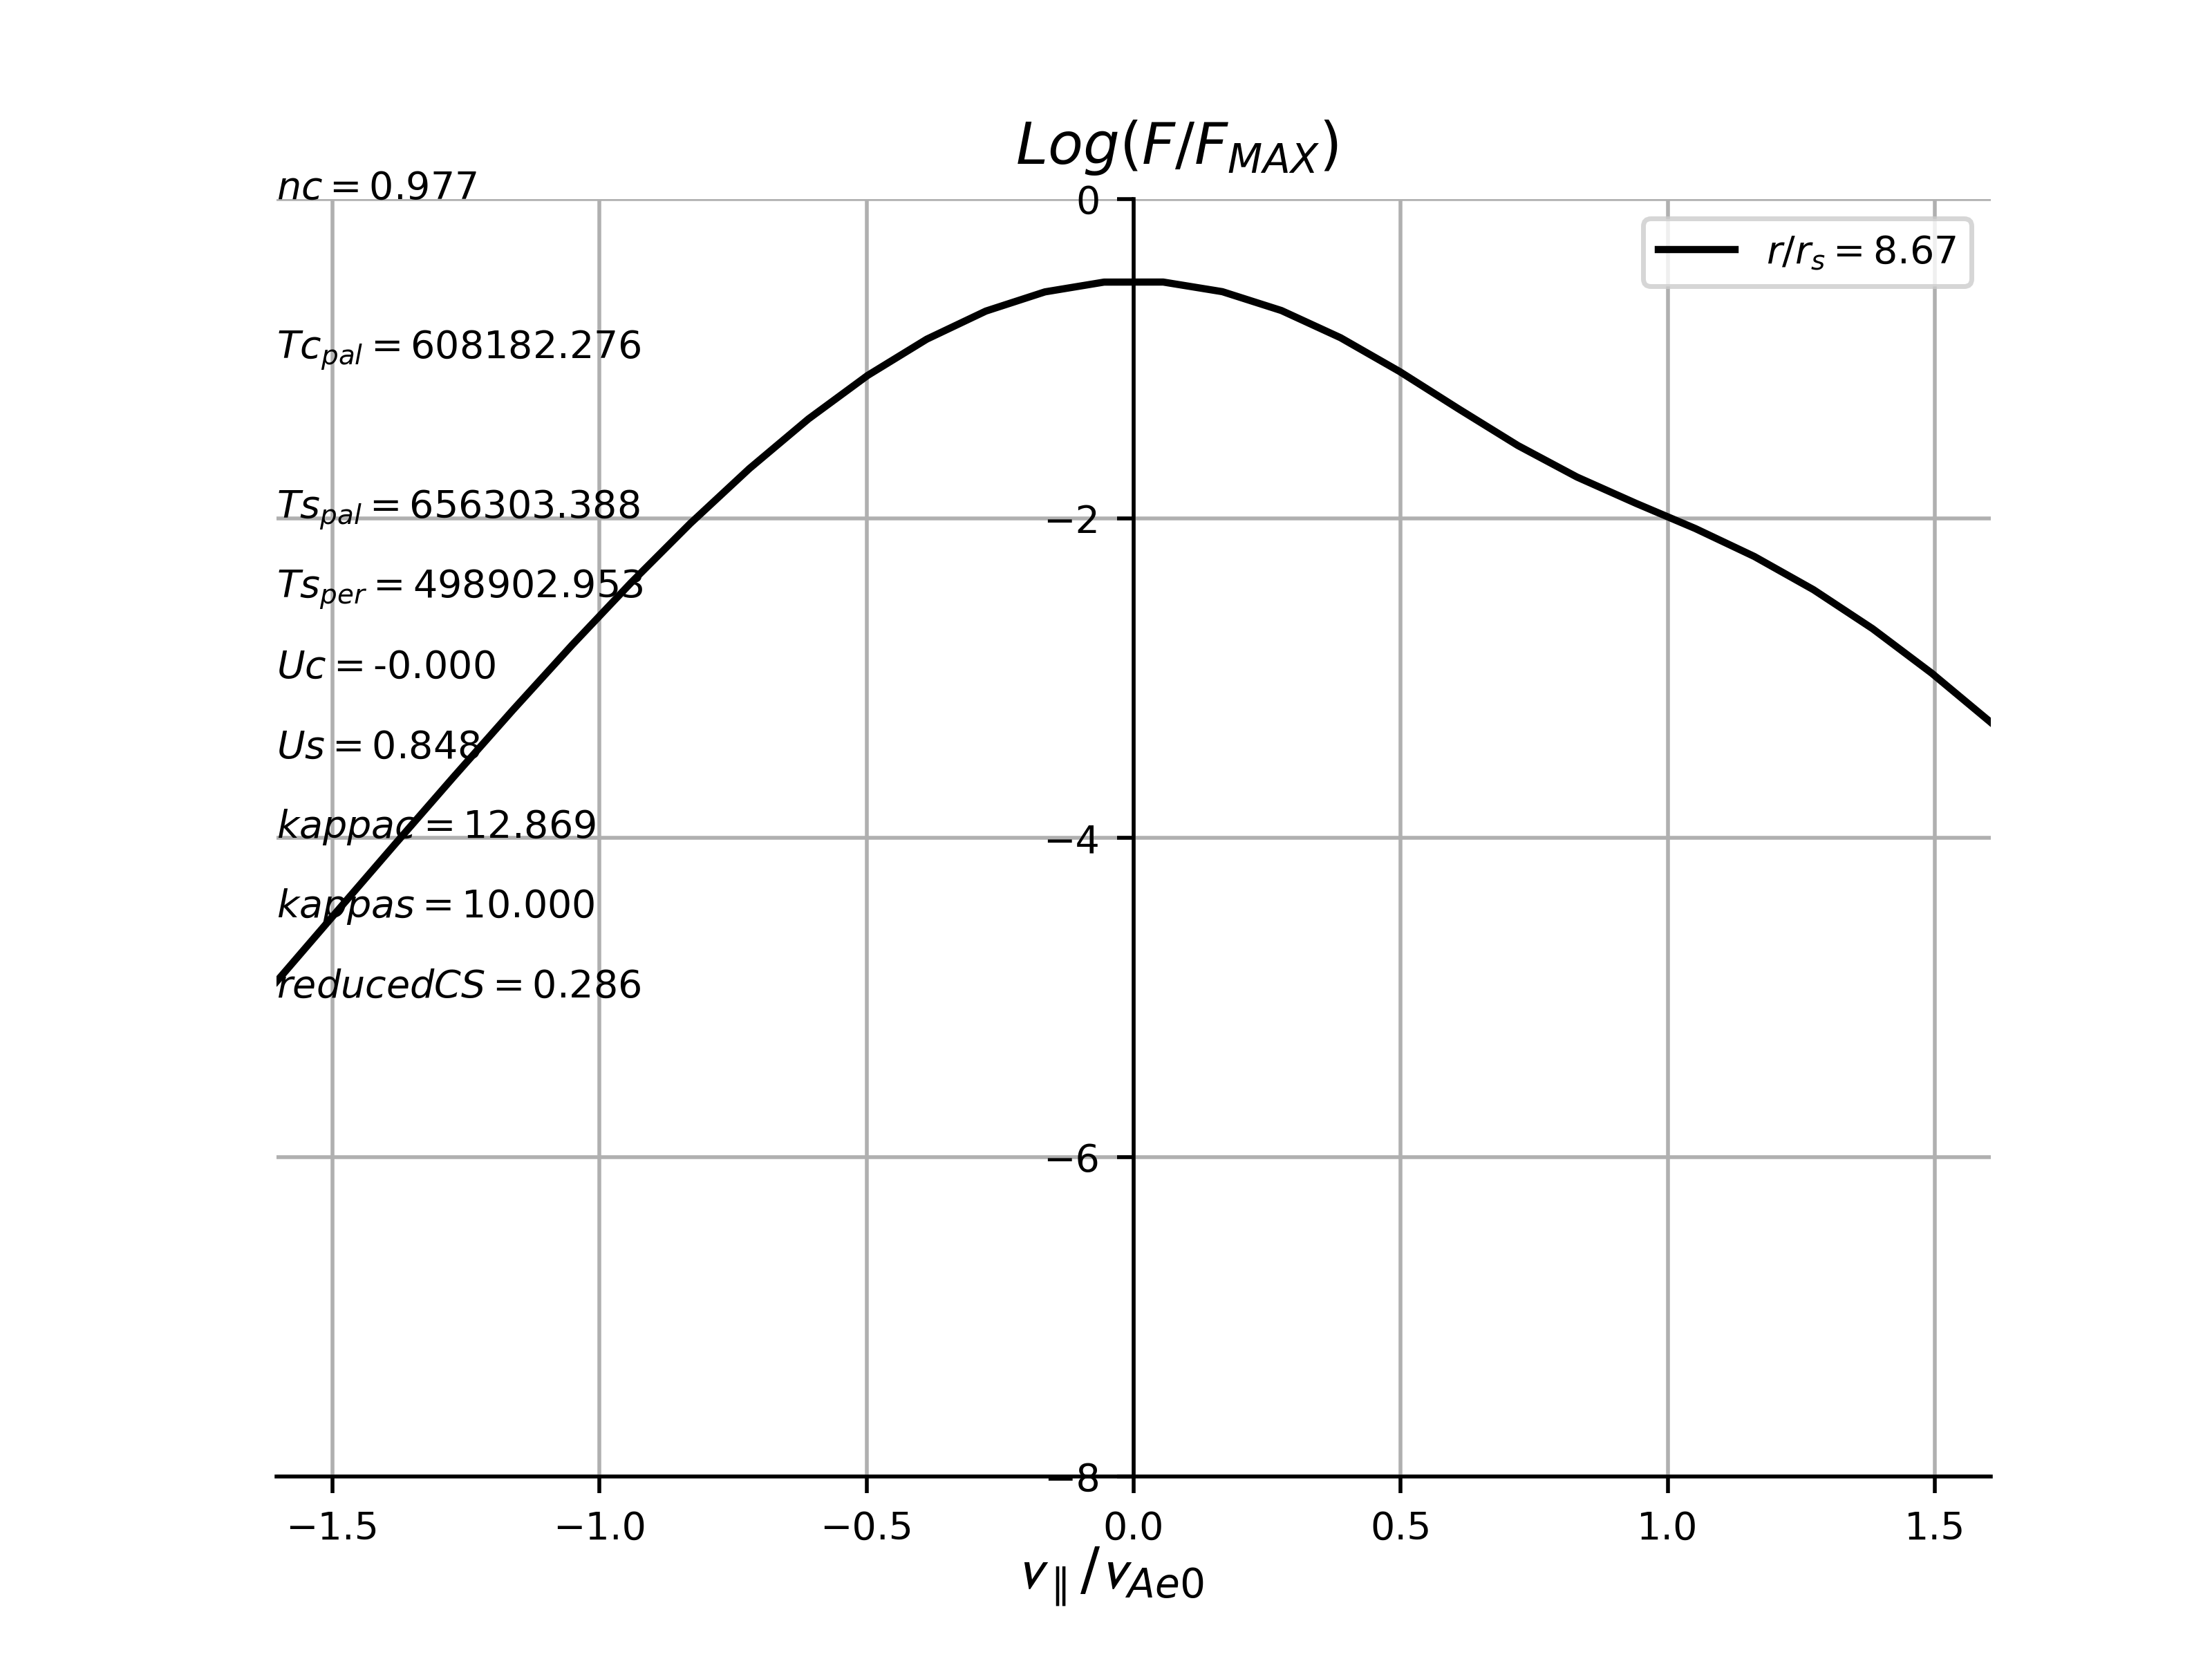 Log(F/F_MAX)
nc = 0.977
0
r/r_s = 8.67
Tc_pal = 608182.276
Ts_pal = 656303.388
−2
Ts_per = 498902.953
Uc = -0.000
Us = 0.848
kappac = 12.869
−4
kappas = 10.000
reducedCS = 0.286
−6
−8
−1.5 −1.0 −0.5 0.0 0.5 1.0 1.5
v_∥/v_Ae0